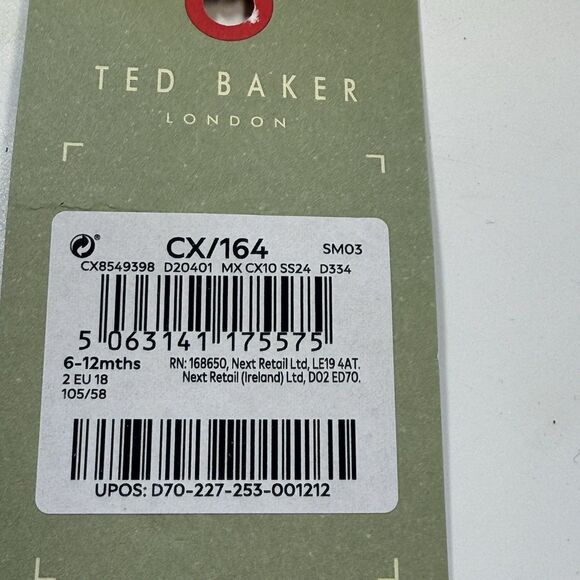 TED BAKER
LONDON
CX/164 SM03
CX8549398 D20401 MX CX10 SS24 D334
5 063141 175575
6-12mths RN: 168650, Next Retail Ltd, LE19 4AT.
2 EU 18 Next Retail (Ireland) Ltd, D02 ED70.
105/58
UPOS: D70-227-253-001212